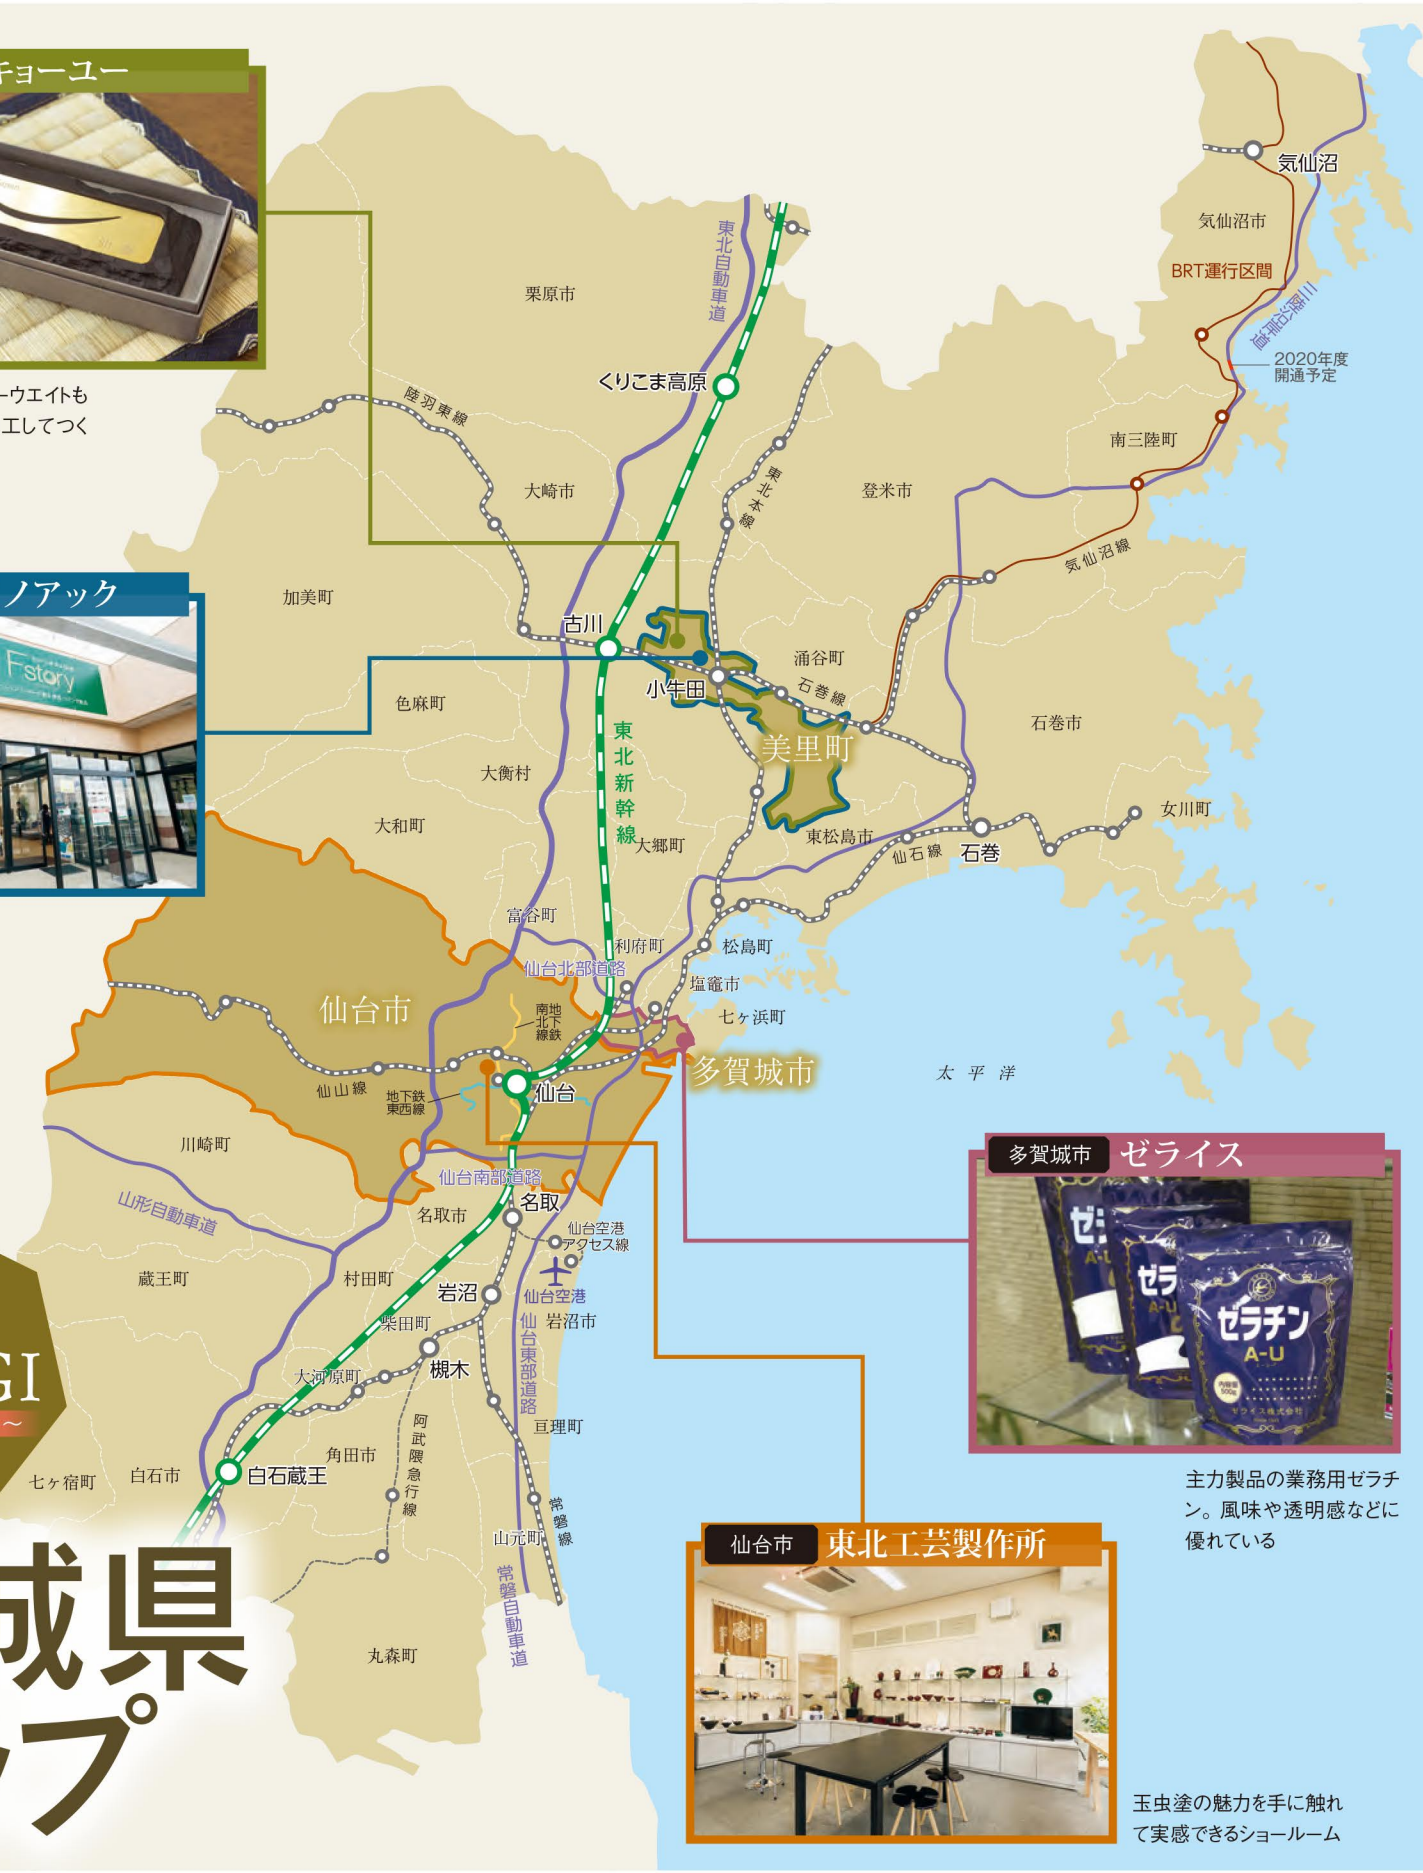 キョーユー
ーウエイトも
工してつく
ノアック
Fstory
気仙沼
気仙沼市
BRT運行区間
三陸沿岸道
2020年度
開通予定
東北自動車道
栗原市
くりこま高原
陸羽東線
南三陸町
大崎市
東北本線
登米市
気仙沼線
加美町
古川
涌谷町
小牛田
石巻線
色麻町
石巻市
東北新幹線
美里町
大衡村
大和町
女川町
大郷町
東松島市
仙石線
石巻
富谷町
利府町
松島町
仙台北部道路
塩竈市
仙台市
南北線
地下鉄
七ヶ浜町
多賀城市
太平洋
仙山線
地下鉄
東西線
仙台
川崎町
仙台南部道路
山形自動車道
名取市
名取
仙台空港
アクセス線
蔵王町
村田町
岩沼
仙台空港
柴田町
仙台東部道路
岩沼市
大河原町
槻木
阿武隈急行線
亘理町
角田市
七ヶ宿町
白石市
白石蔵王
常磐線
山元町
常磐自動車道
丸森町
GI
～
城県
ップ
多賀城市
ゼライス
ゼラ
A-U
ゼラ
A-U
ゼラチン
A-U
内容量
500g
ゼライス株式会社
主力製品の業務用ゼラチ
ン。風味や透明感などに
優れている
仙台市
東北工芸製作所
玉虫塗の魅力を手に触れ
て実感できるショールーム